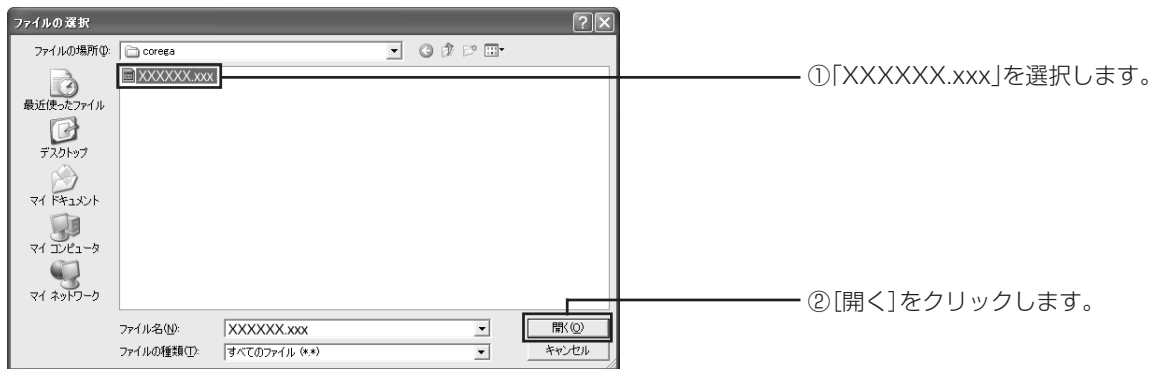 ファイルの選択
ファイルの場所(I):
corega
XXXXXX.xxx
①「XXXXXX.xxx」を選択します。
最近使ったファイル
デスクトップ
マイ ドキュメント
マイ コンピュータ
マイ ネットワーク
②[開く]をクリックします。
ファイル名(N):
XXXXXX.xxx
開く(O)
ファイルの種類(T):
すべてのファイル (*.*)
キャンセル